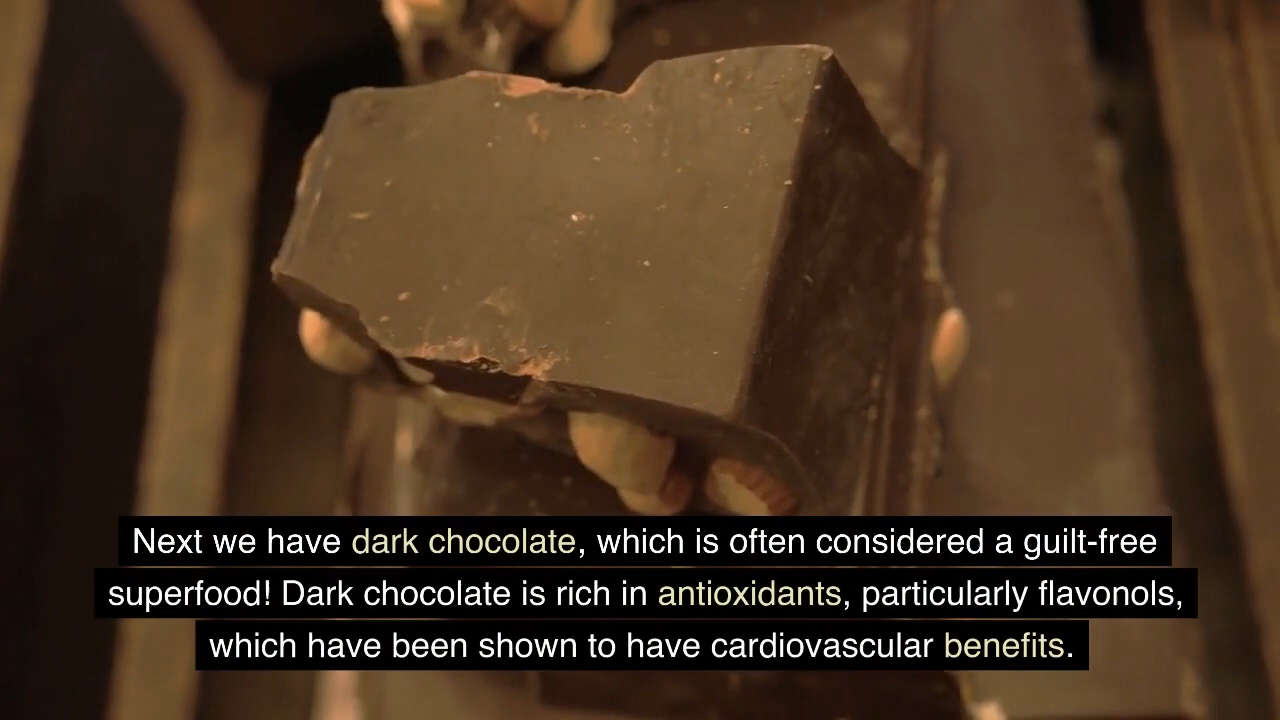 Next we have dark chocolate, which is often considered a guilt-free
superfood! Dark chocolate is rich in antioxidants, particularly flavonols,
which have been shown to have cardiovascular benefits.